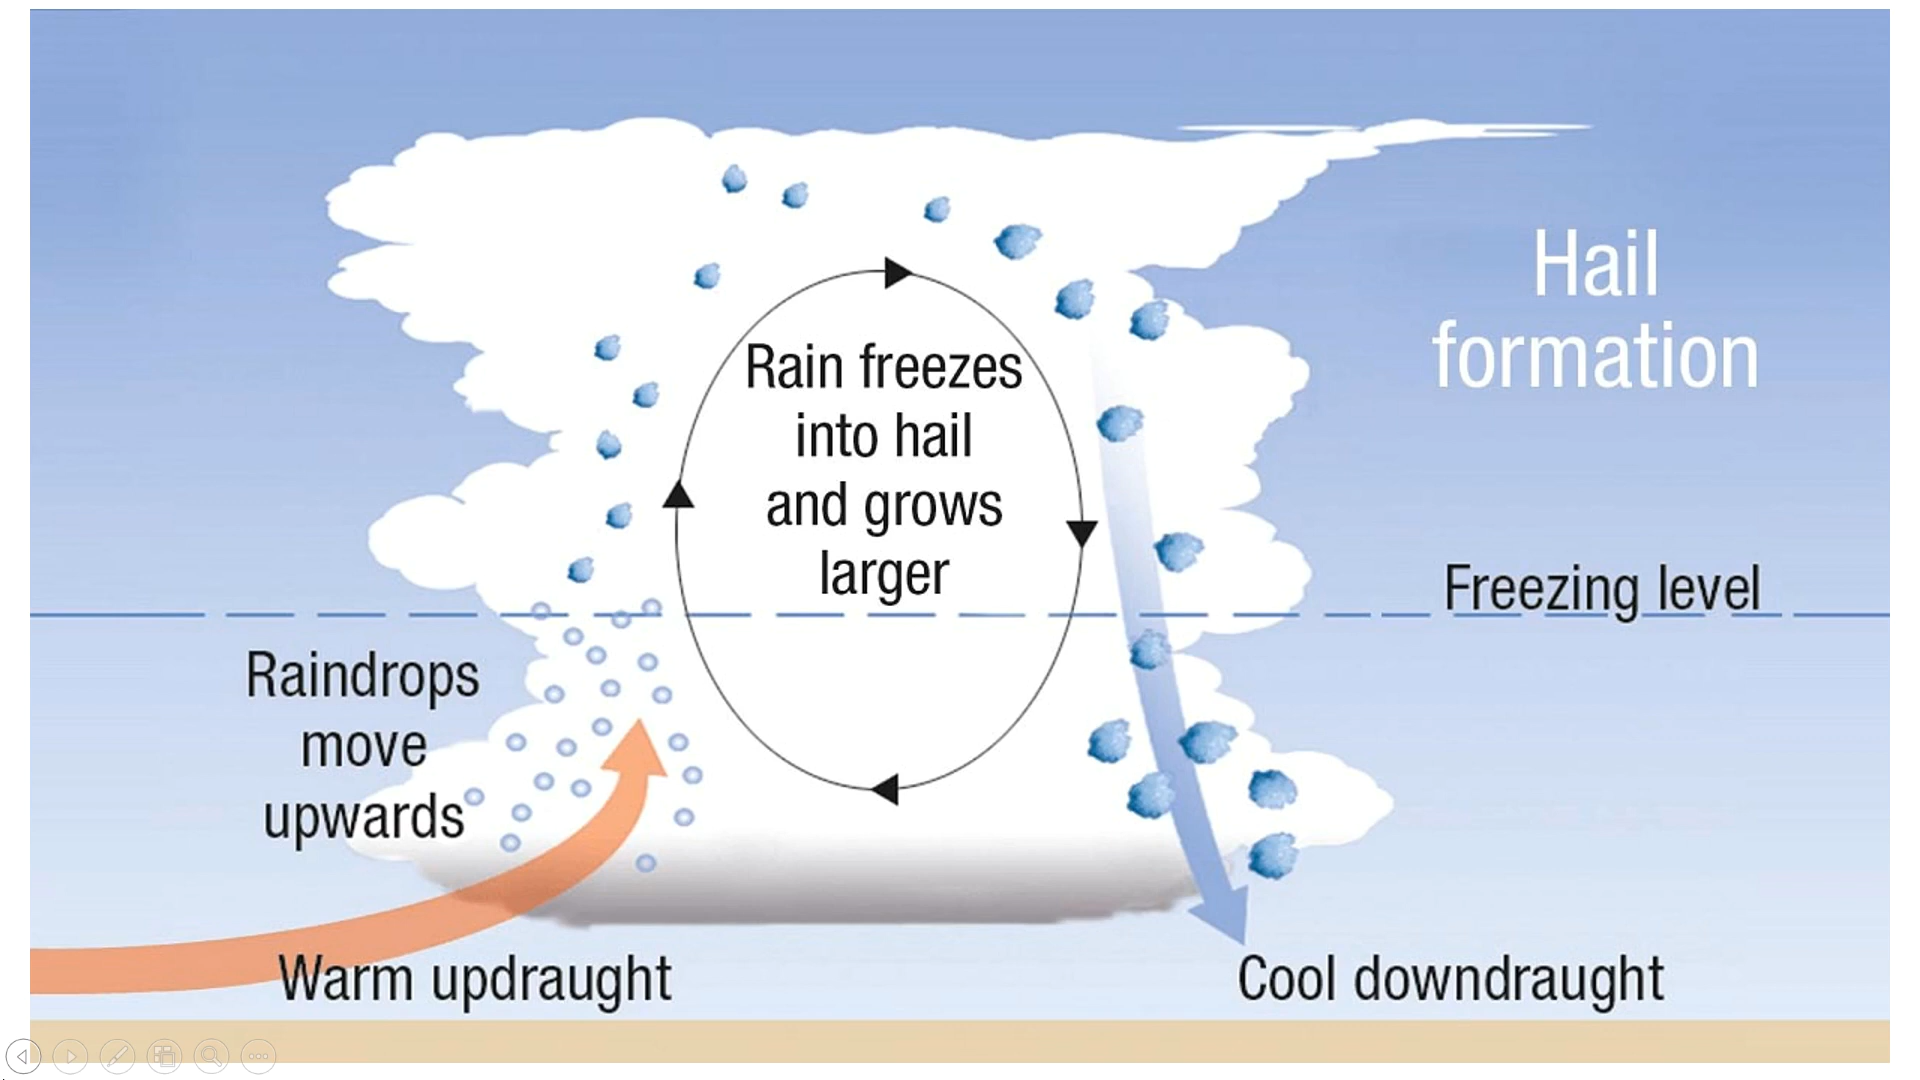 Hail
formation
Rain freezes
into hail
and grows
larger
Freezing level
Raindrops
move
upwards
Warm updraught
Cool downdraught